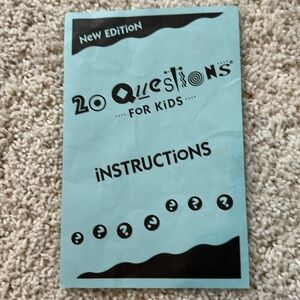 New Edition
20 Questions®
.... FOR KiDS ....
iNSTRUCTiONS
? ? ? ? ? ? ?